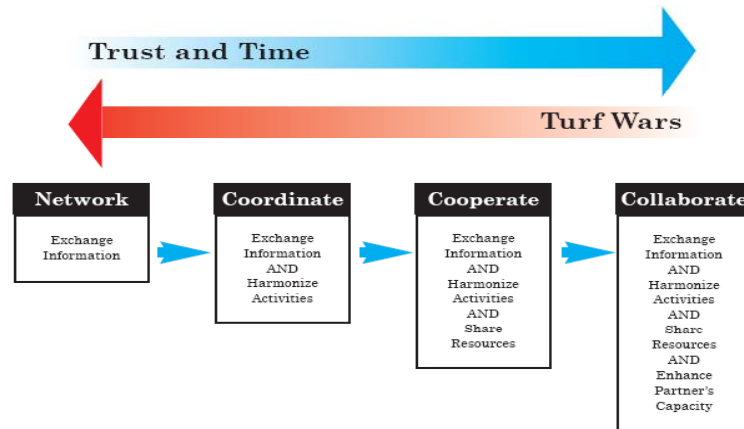 Trust and Time
Turf Wars
Network
Exchange
Information
Coordinate
Exchange
Information
AND
Harmonize
Activities
Cooperate
Exchange
Information
AND
Harmonize
Activities
AND
Share
Resources
Collaborate
Exchange
Information
AND
Harmonize
Activities
AND
Share
Resources
AND
Enhance
Partner's
Capacity